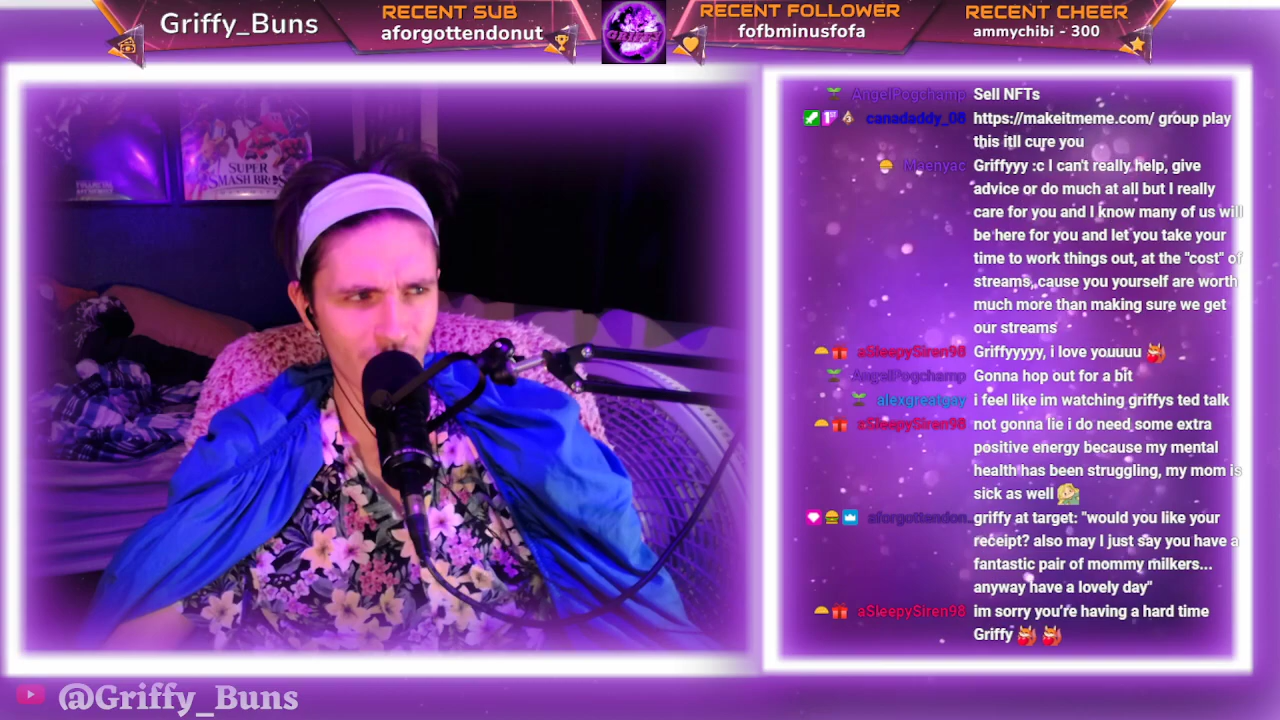 Griffy_Buns
RECENT SUB
aforgottendonut
GRIFFY
RECENT FOLLOWER
fofbminusfofa
RECENT CHEER
ammychibi - 300
SUPER
SMASH BROS
AngelPogchamp Sell NFTs
canadaddy_08 https://makeitmeme.com/ group play
this itll cure you
Maenyac Griffyyy :c I can't really help, give
advice or do much at all but I really
care for you and I know many of us will
be here for you and let you take your
time to work things out, at the "cost" of
streams, cause you yourself are worth
much more than making sure we get
our streams
aSleepySiren98 Griffyyyyy, i love youuuu
AngelPogchamp Gonna hop out for a bit
alexgreatgay i feel like im watching griffys ted talk
aSleepySiren98 not gonna lie i do need some extra
positive energy because my mental
health has been struggling, my mom is
sick as well
aforgottendon... griffy at target: "would you like your
receipt? also may I just say you have a
fantastic pair of mommy milkers...
anyway have a lovely day"
aSleepySiren98 im sorry you're having a hard time
Griffy
@Griffy_Buns